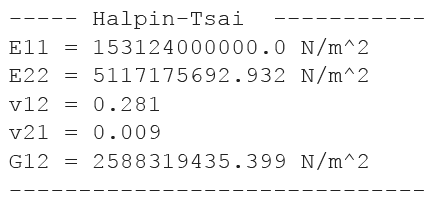 ----- Halpin-Tsai  -----------
E11 = 153124000000.0 N/m^2
E22 = 5117175692.932 N/m^2
v12 = 0.281
v21 = 0.009
G12 = 2588319435.399 N/m^2
------------------------------